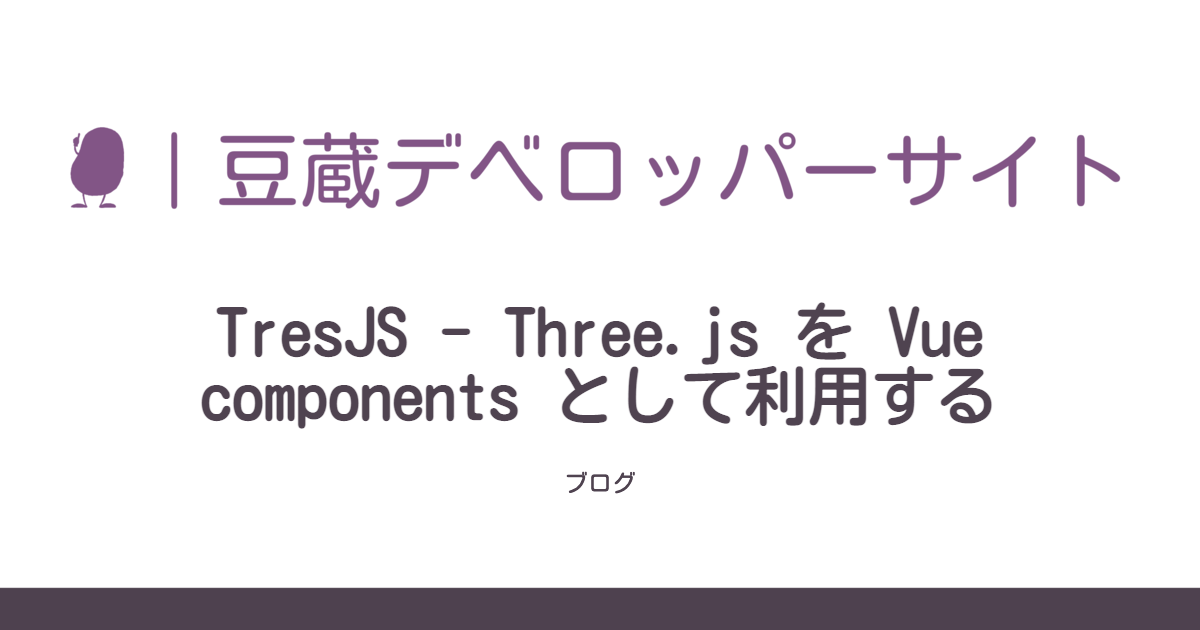 |豆蔵デベロッパーサイト
TresJS - Three.js を Vue
components として利用する
ブログ